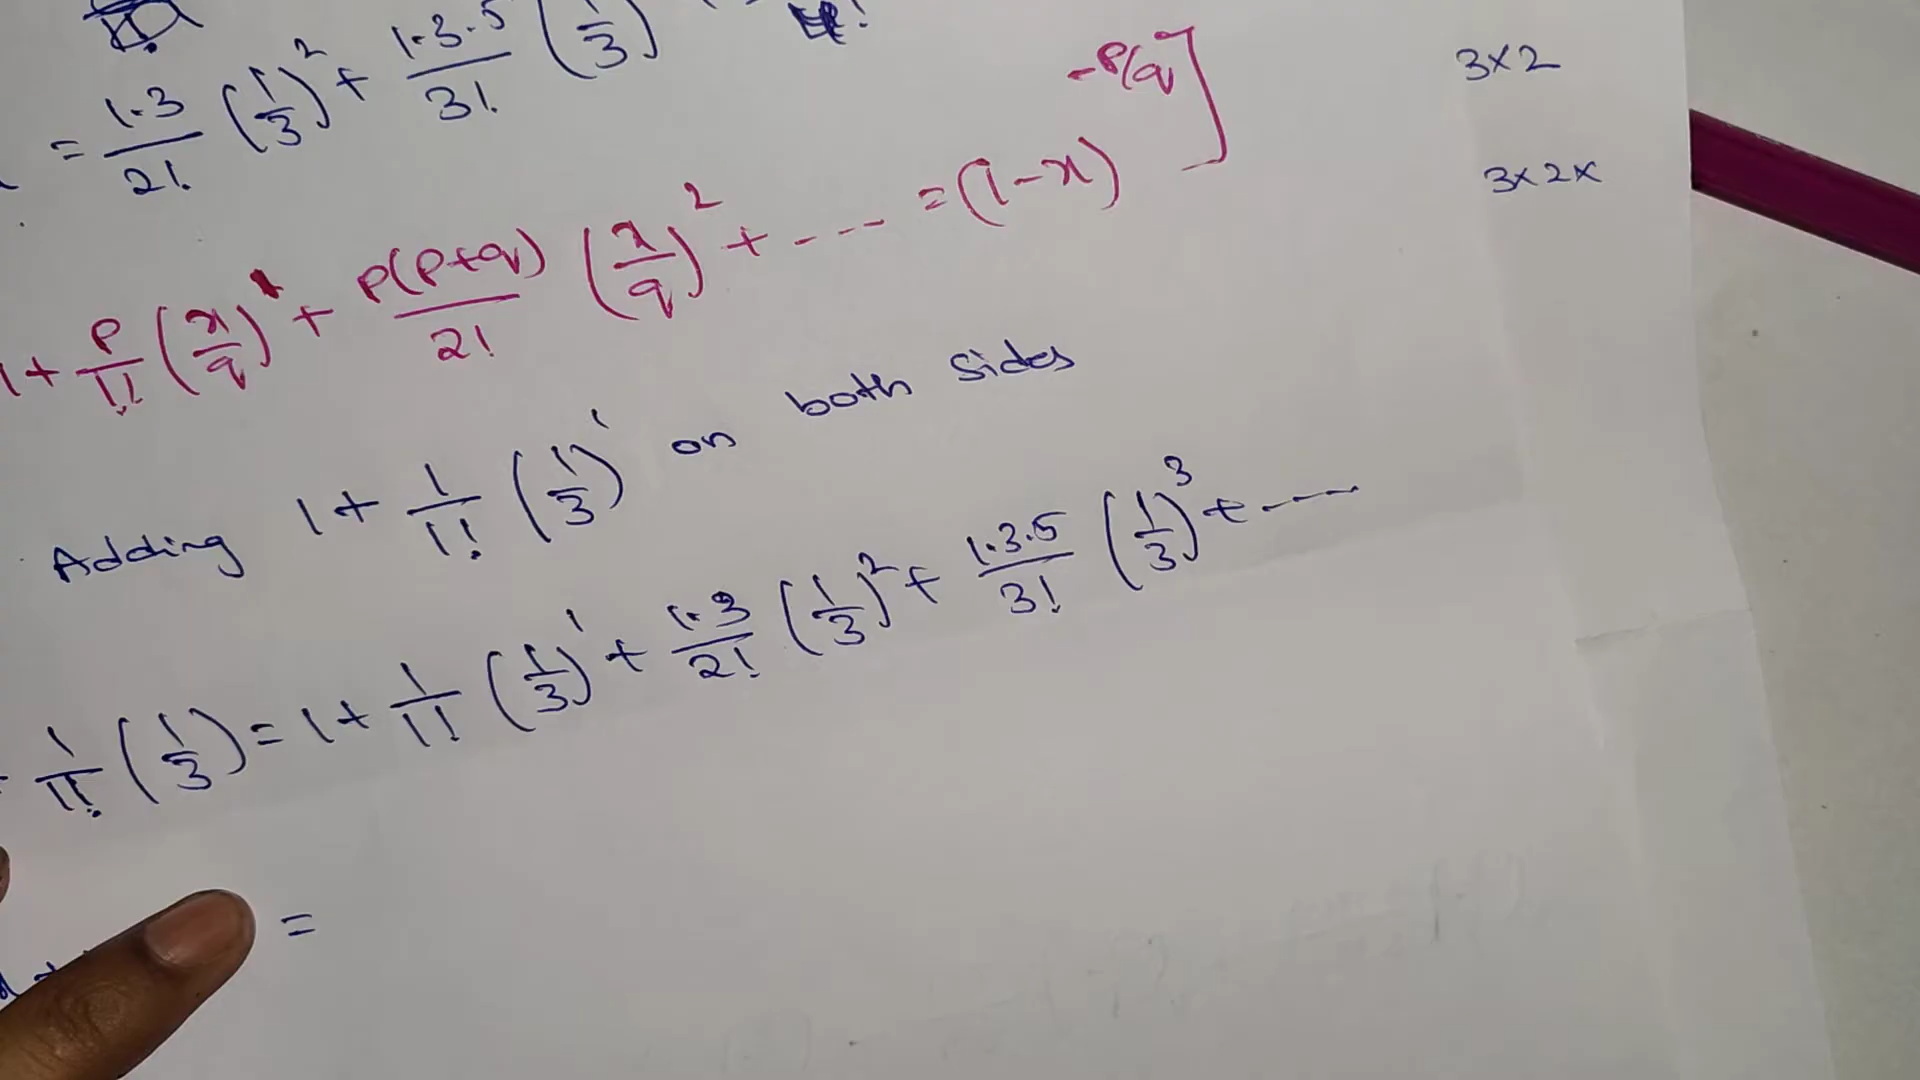 = 1·3/2! (1/3)² + 1·3·5/3! (1/3)
3×2
3×2×
1 + P/1! (x/q)¹ + P(P+q)/2! (x/q)² + ---- = (1-x)^-P/q ]
Adding 1 + 1/1! (1/3)¹ on both sides
1/1! (1/3) = 1 + 1/1! (1/3)¹ + 1·3/2! (1/3)² + 1·3·5/3! (1/3)³ + ----
=